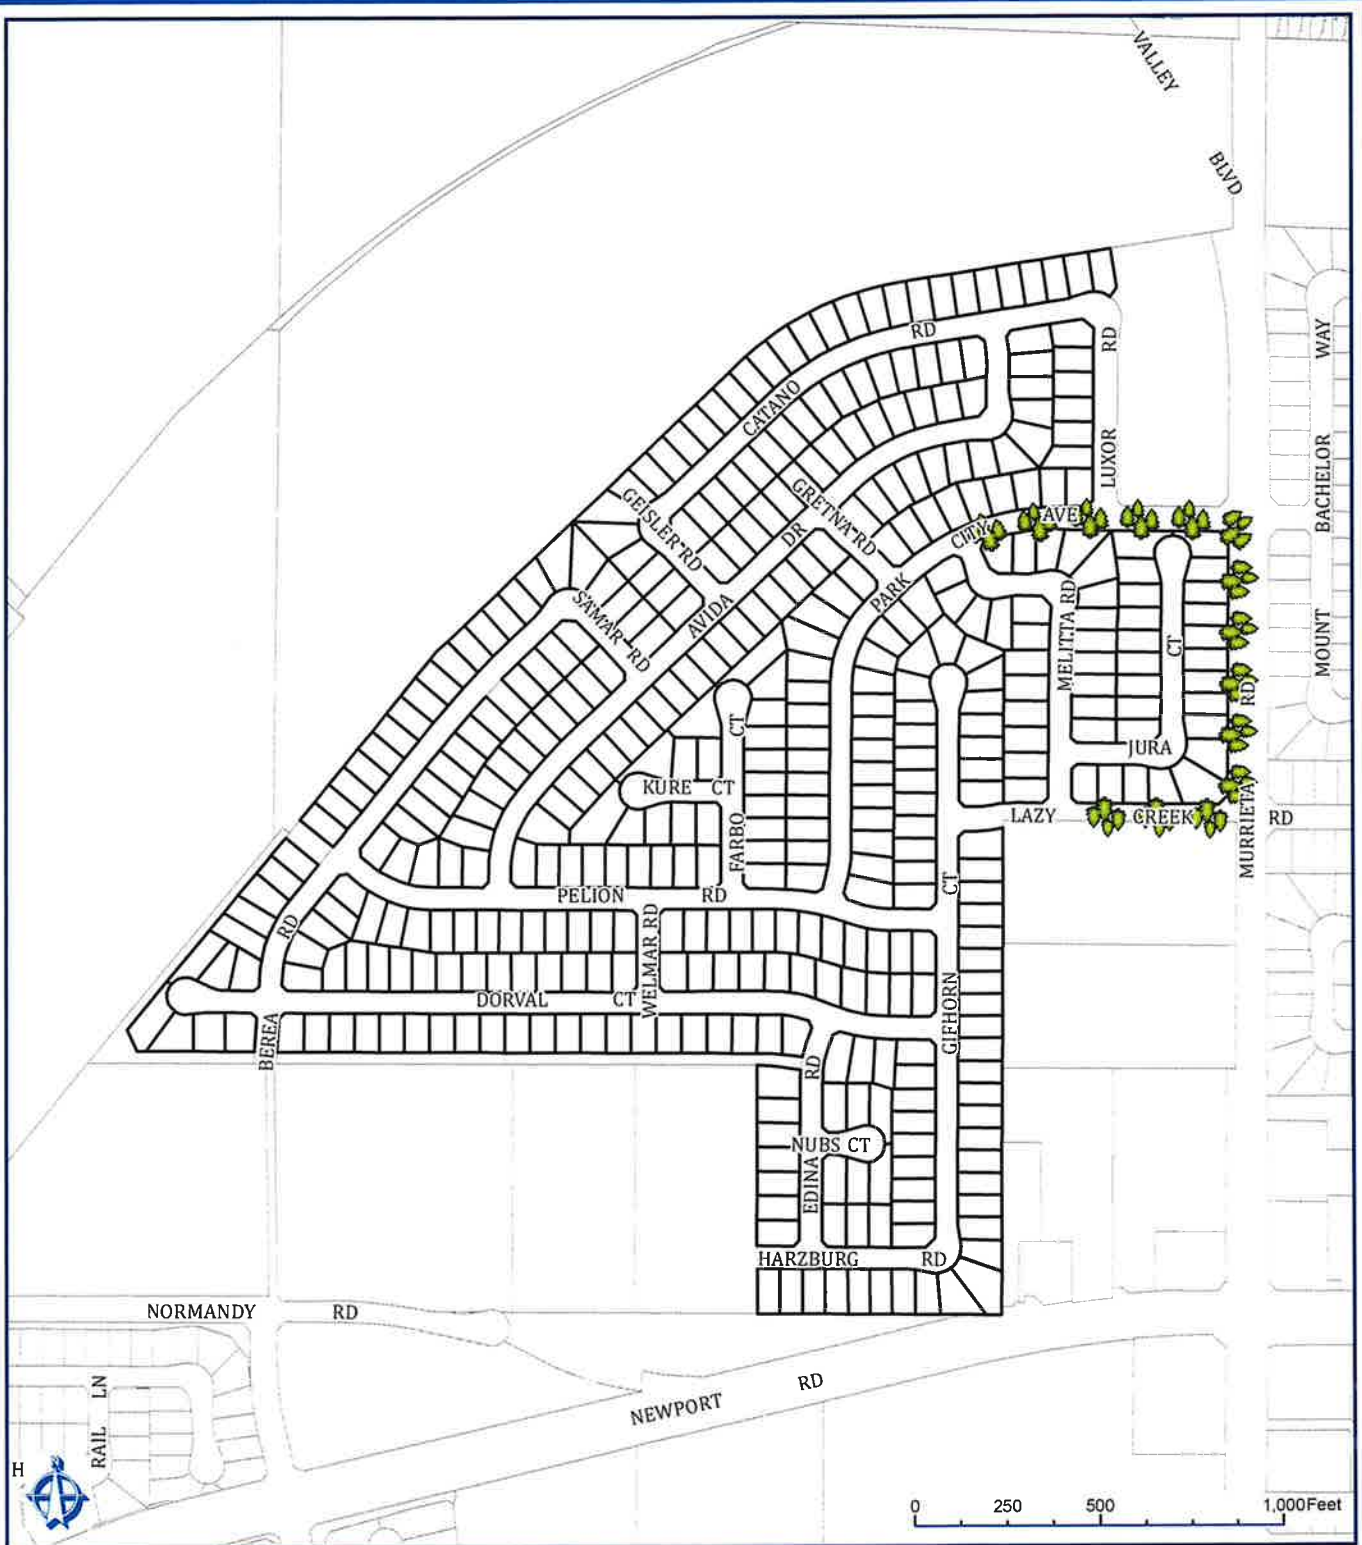 VALLEY
BLVD
RD
RD
WAY
CATANO
LUXOR
BACHELOR
GEISLER RD
GRETNA RD
DR
CITY
AVE
PARK
SAMAR RD
AVIDA
MELITTA RD
CT
MOUNT
RD
CT
JURA
KURE CT
LAZY
CREEK
RD
FARBO
MURRIETA
PELION
RD
CT
RD
WELMAR RD
DORVAL
CT
GIFHORN
BEREA
RD
NUBS CT
EDINA
HARZBURG
RD
NORMANDY
RD
RD
NEWPORT
LN
RAIL
H
0 250 500 1,000 Feet